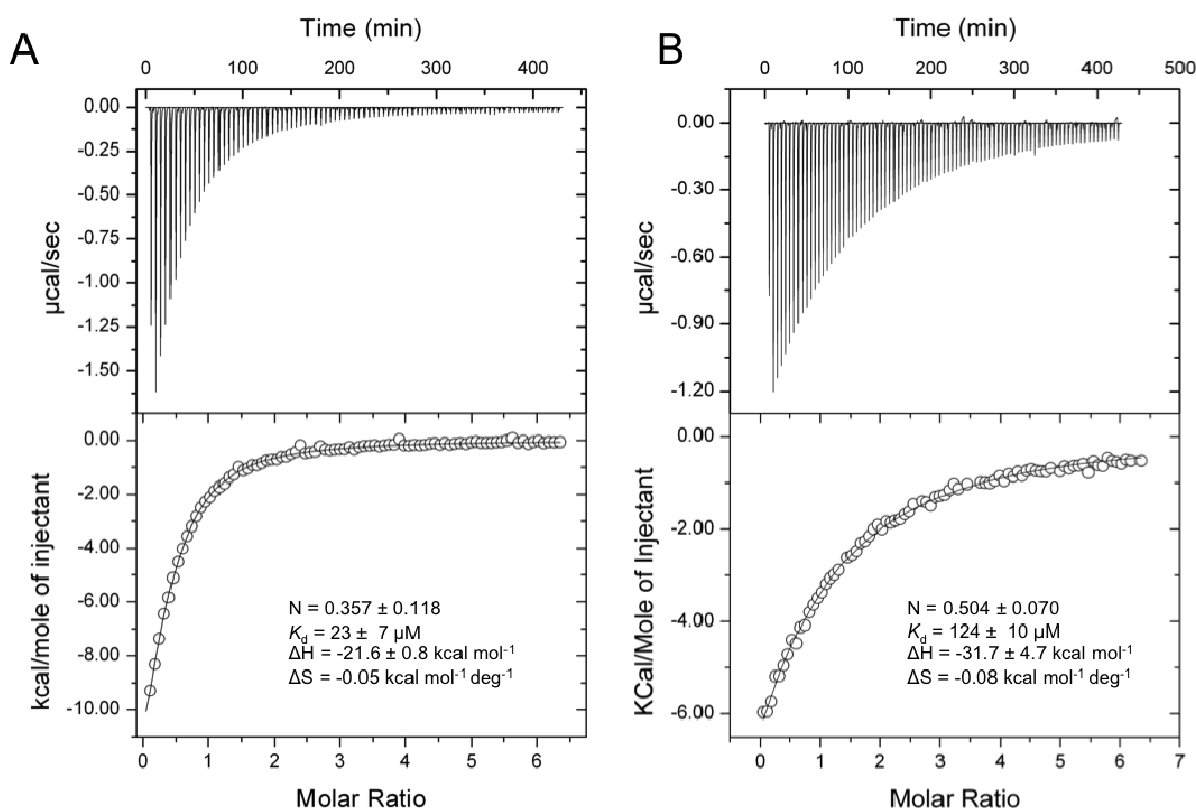 A
Time (min)
0 100 200 300 400
0.00
-0.25
-0.50
-0.75
-1.00
-1.25
-1.50
µcal/sec
0.00
-2.00
-4.00
-6.00
-8.00
-10.00
kcal/mole of injectant
N = 0.357 ± 0.118
Kd = 23 ± 7 µM
ΔH = -21.6 ± 0.8 kcal mol-1
ΔS = -0.05 kcal mol-1 deg-1
0 1 2 3 4 5 6
Molar Ratio
B
Time (min)
0 100 200 300 400 500
0.00
-0.30
-0.60
-0.90
-1.20
µcal/sec
0.00
-2.00
-4.00
-6.00
KCal/Mole of Injectant
N = 0.504 ± 0.070
Kd = 124 ± 10 µM
ΔH = -31.7 ± 4.7 kcal mol-1
ΔS = -0.08 kcal mol-1 deg-1
0 1 2 3 4 5 6 7
Molar Ratio